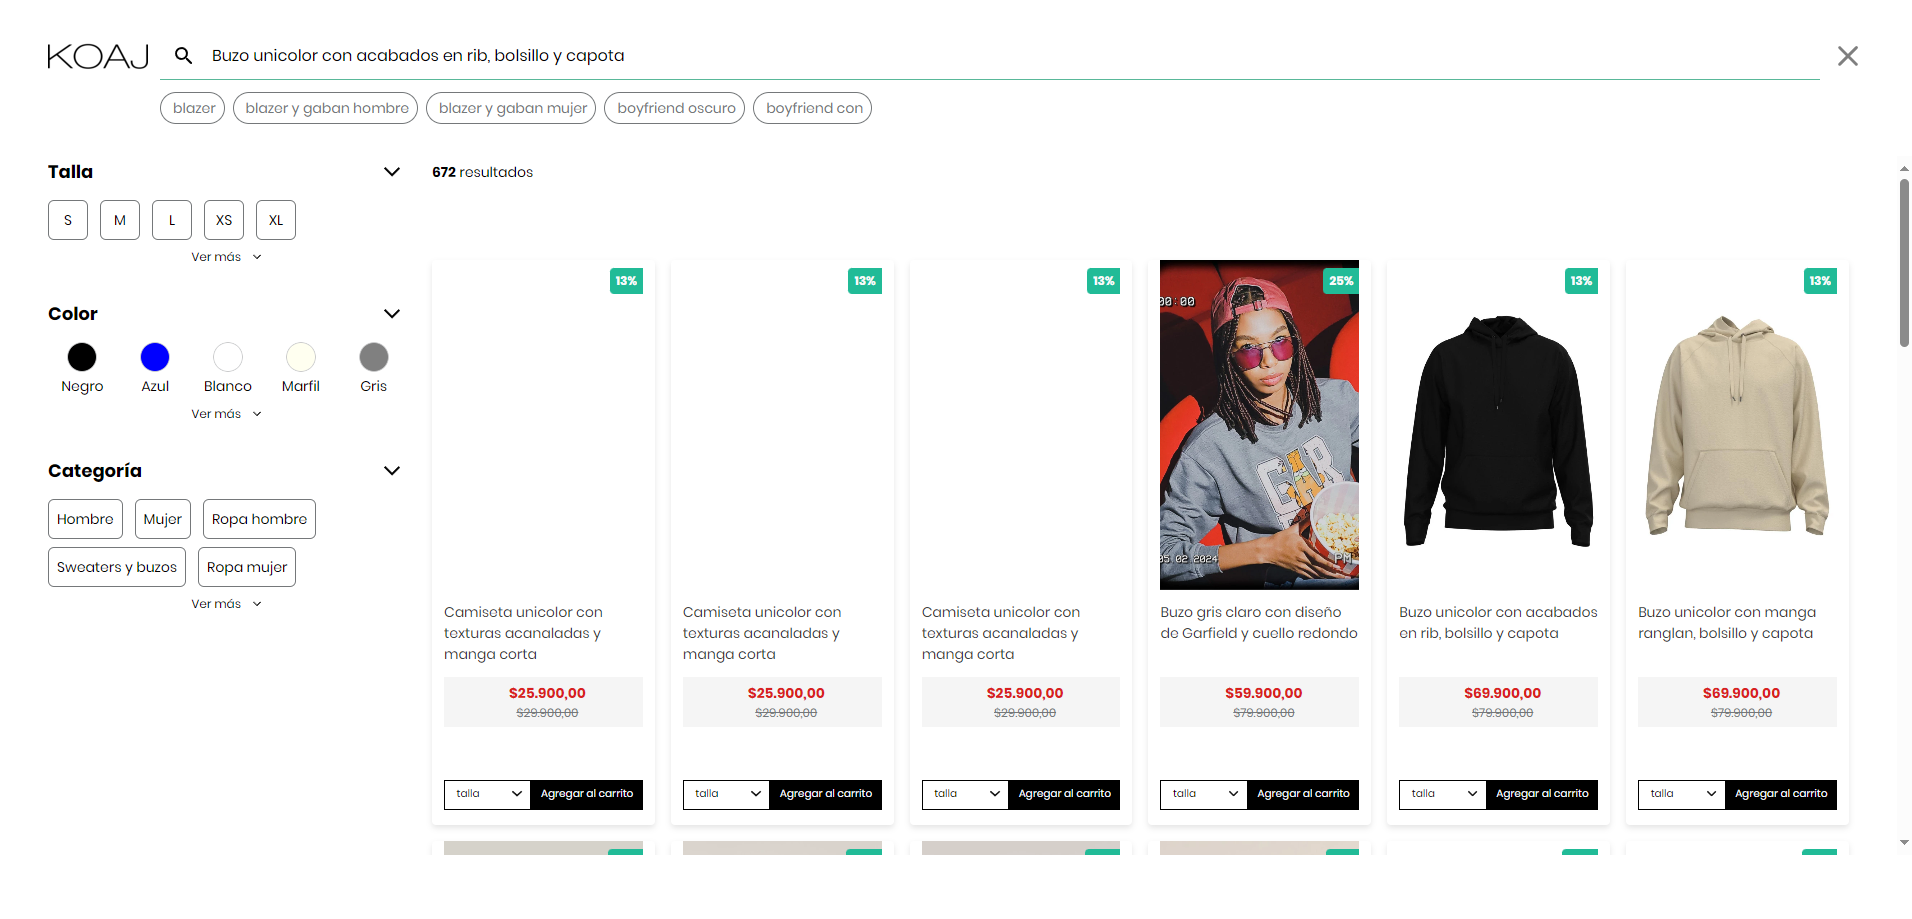 KOAJ
Buzo unicolor con acabados en rib, bolsillo y capota
blazer
blazer y gaban hombre
blazer y gaban mujer
boyfriend oscuro
boyfriend con
Talla
S
M
L
XS
XL
Ver más
Color
Negro
Azul
Blanco
Marfil
Gris
Ver más
Categoría
Hombre
Mujer
Ropa hombre
Sweaters y buzos
Ropa mujer
Ver más
672 resultados
13%
Camiseta unicolor con
texturas acanaladas y
manga corta
$25.900,00
$29.900,00
talla
Agregar al carrito
13%
Camiseta unicolor con
texturas acanaladas y
manga corta
$25.900,00
$29.900,00
talla
Agregar al carrito
13%
Camiseta unicolor con
texturas acanaladas y
manga corta
$25.900,00
$29.900,00
talla
Agregar al carrito
25%
00:00
05 02 2024
PM
Buzo gris claro con diseño
de Garfield y cuello redondo
$59.900,00
$79.900,00
talla
Agregar al carrito
13%
Buzo unicolor con acabados
en rib, bolsillo y capota
$69.900,00
$79.900,00
talla
Agregar al carrito
13%
Buzo unicolor con manga
ranglan, bolsillo y capota
$69.900,00
$79.900,00
talla
Agregar al carrito